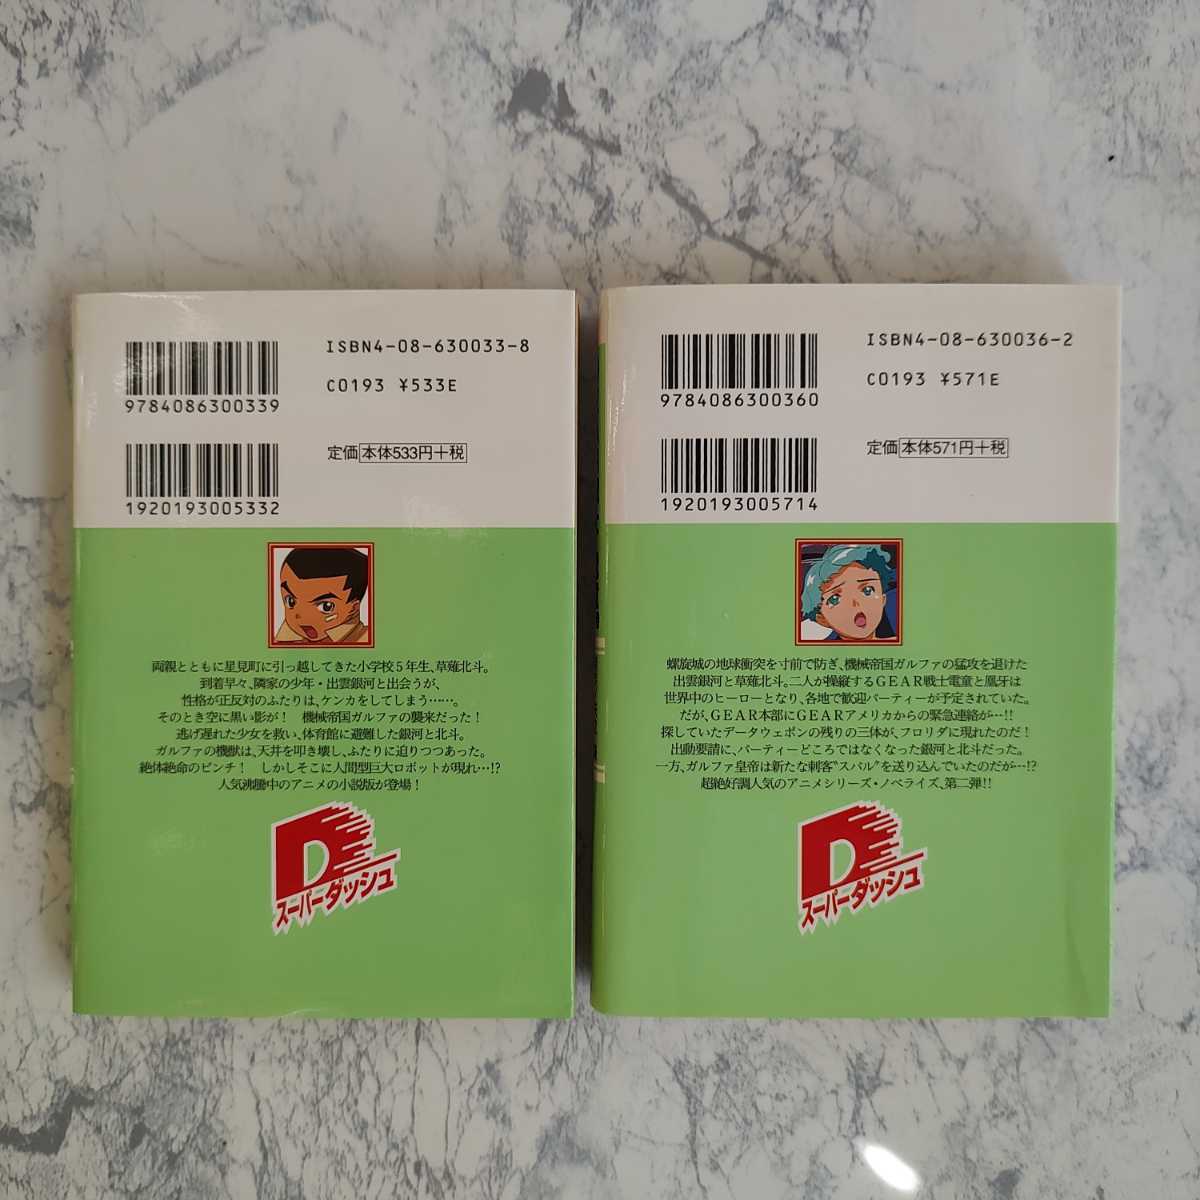 ISBN4-08-630033-8
C0193 ¥533E
9784086300339
定価 本体533円+税
1920193005332
両親とともに星見町に引っ越してきた小学校5年生、草薙北斗。
到着早々、隣家の少年・出雲銀河と出会うが、
性格が正反対のふたりは、ケンカをしてしまう……。
そのとき空に黒い影が! 機械帝国ガルファの襲来だった!
逃げ遅れた少女を救い、体育館に避難した銀河と北斗。
ガルファの機獣は、天井を叩き壊し、ふたりに迫りつつあった。
絶体絶命のピンチ! しかしそこに人間型巨大ロボットが現れ…!?
人気沸騰中のアニメの小説版が登場!
D
スーパーダッシュ
ISBN4-08-630036-2
C0193 ¥571E
9784086300360
定価 本体571円+税
1920193005714
螺旋城の地球衝突を寸前で防ぎ、機械帝国ガルファの猛攻を退けた
出雲銀河と草薙北斗。二人が操縦するGEAR戦士電童と凰牙は
世界中のヒーローとなり、各地で歓迎パーティーが予定されていた。
だが、GEAR本部にGEARアメリカからの緊急連絡が…!!
探していたデータウェポンの残りの三体が、フロリダに現れたのだ!
出動要請に、パーティーどころではなくなった銀河と北斗だった。
一方、ガルファ皇帝は新たな刺客〝スバル〟を送り込んでいたのだが…!?
超絶好調人気のアニメシリーズ・ノベライズ、第二弾!!
D
スーパーダッシュ